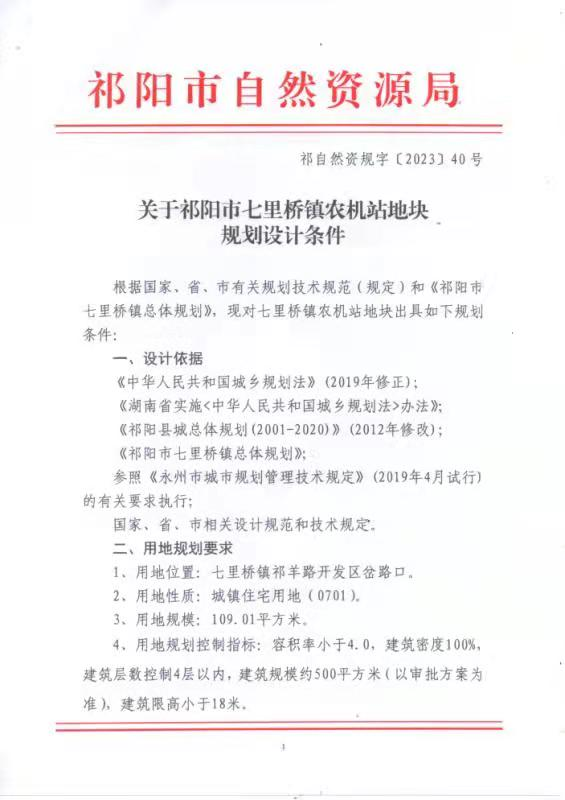 祁阳市自然资源局
祁自然资规字〔2023〕40号
关于祁阳市七里桥镇农机站地块
规划设计条件
根据国家、省、市有关规划技术规范（规定）和《祁阳市
七里桥镇总体规划》，现对七里桥镇农机站地块出具如下规划
条件：
一、设计依据
《中华人民共和国城乡规划法》（2019年修正）；
《湖南省实施<中华人民共和国城乡规划法>办法》；
《祁阳县城总体规划(2001-2020)》（2012年修改）；
《祁阳市七里桥镇总体规划》；
参照《永州市城市规划管理技术规定》（2019年4月试行）
的有关要求执行；
国家、省、市相关设计规范和技术规定。
二、用地规划要求
1、用地位置：七里桥镇祁羊路开发区岔路口。
2、用地性质：城镇住宅用地（0701）。
3、用地规模：109.01平方米。
4、用地规划控制指标：容积率小于4.0，建筑密度100%，
建筑层数控制4层以内，建筑规模约500平方米（以审批方案为
准），建筑限高小于18米。
1